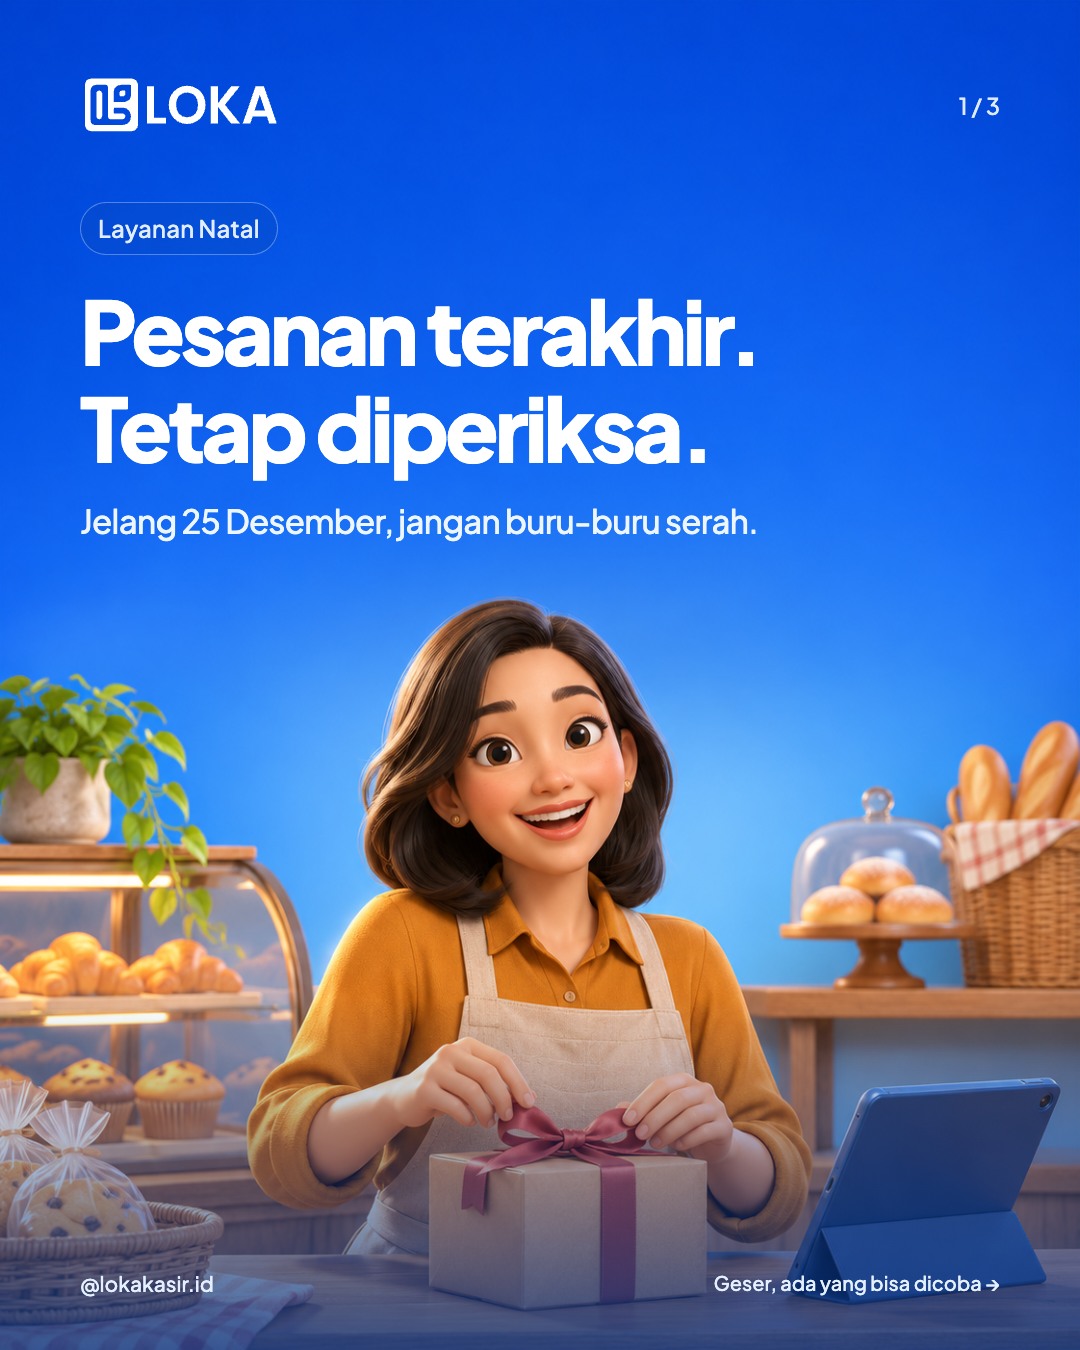 LOKA
1/3
Layanan Natal
Pesanan terakhir.
Tetap diperiksa.
Jelang 25 Desember, jangan buru-buru serah.
@lokakasir.id
Geser, ada yang bisa dicoba →